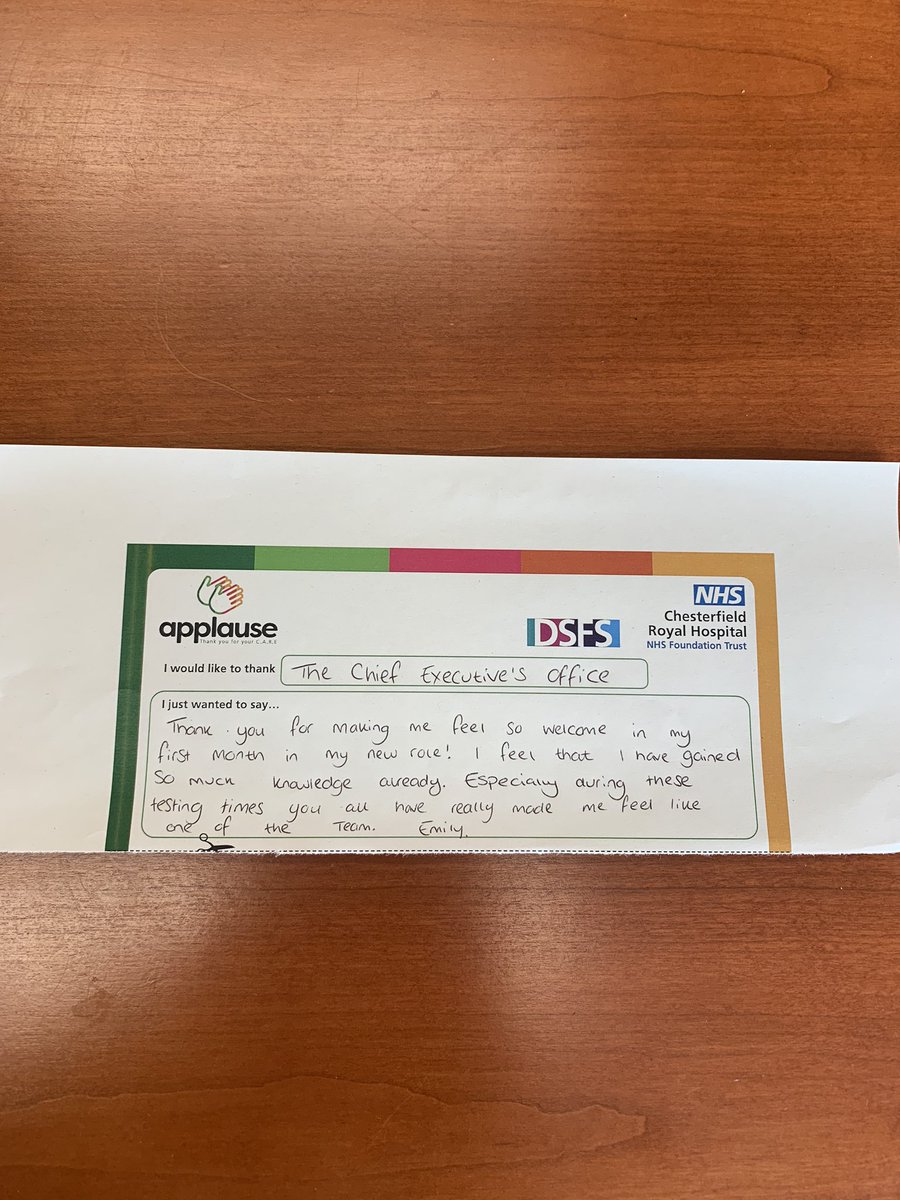 applause
Thank you for your C.A.R.E
DSFS
NHS
Chesterfield
Royal Hospital
NHS Foundation Trust
I would like to thank The Chief Executive's Office
I just wanted to say...
Thank you for making me feel so welcome in my
first month in my new role! I feel that I have gained
so much knowledge already. Especially during these
testing times you all have really made me feel like
one of the Team. Emily.